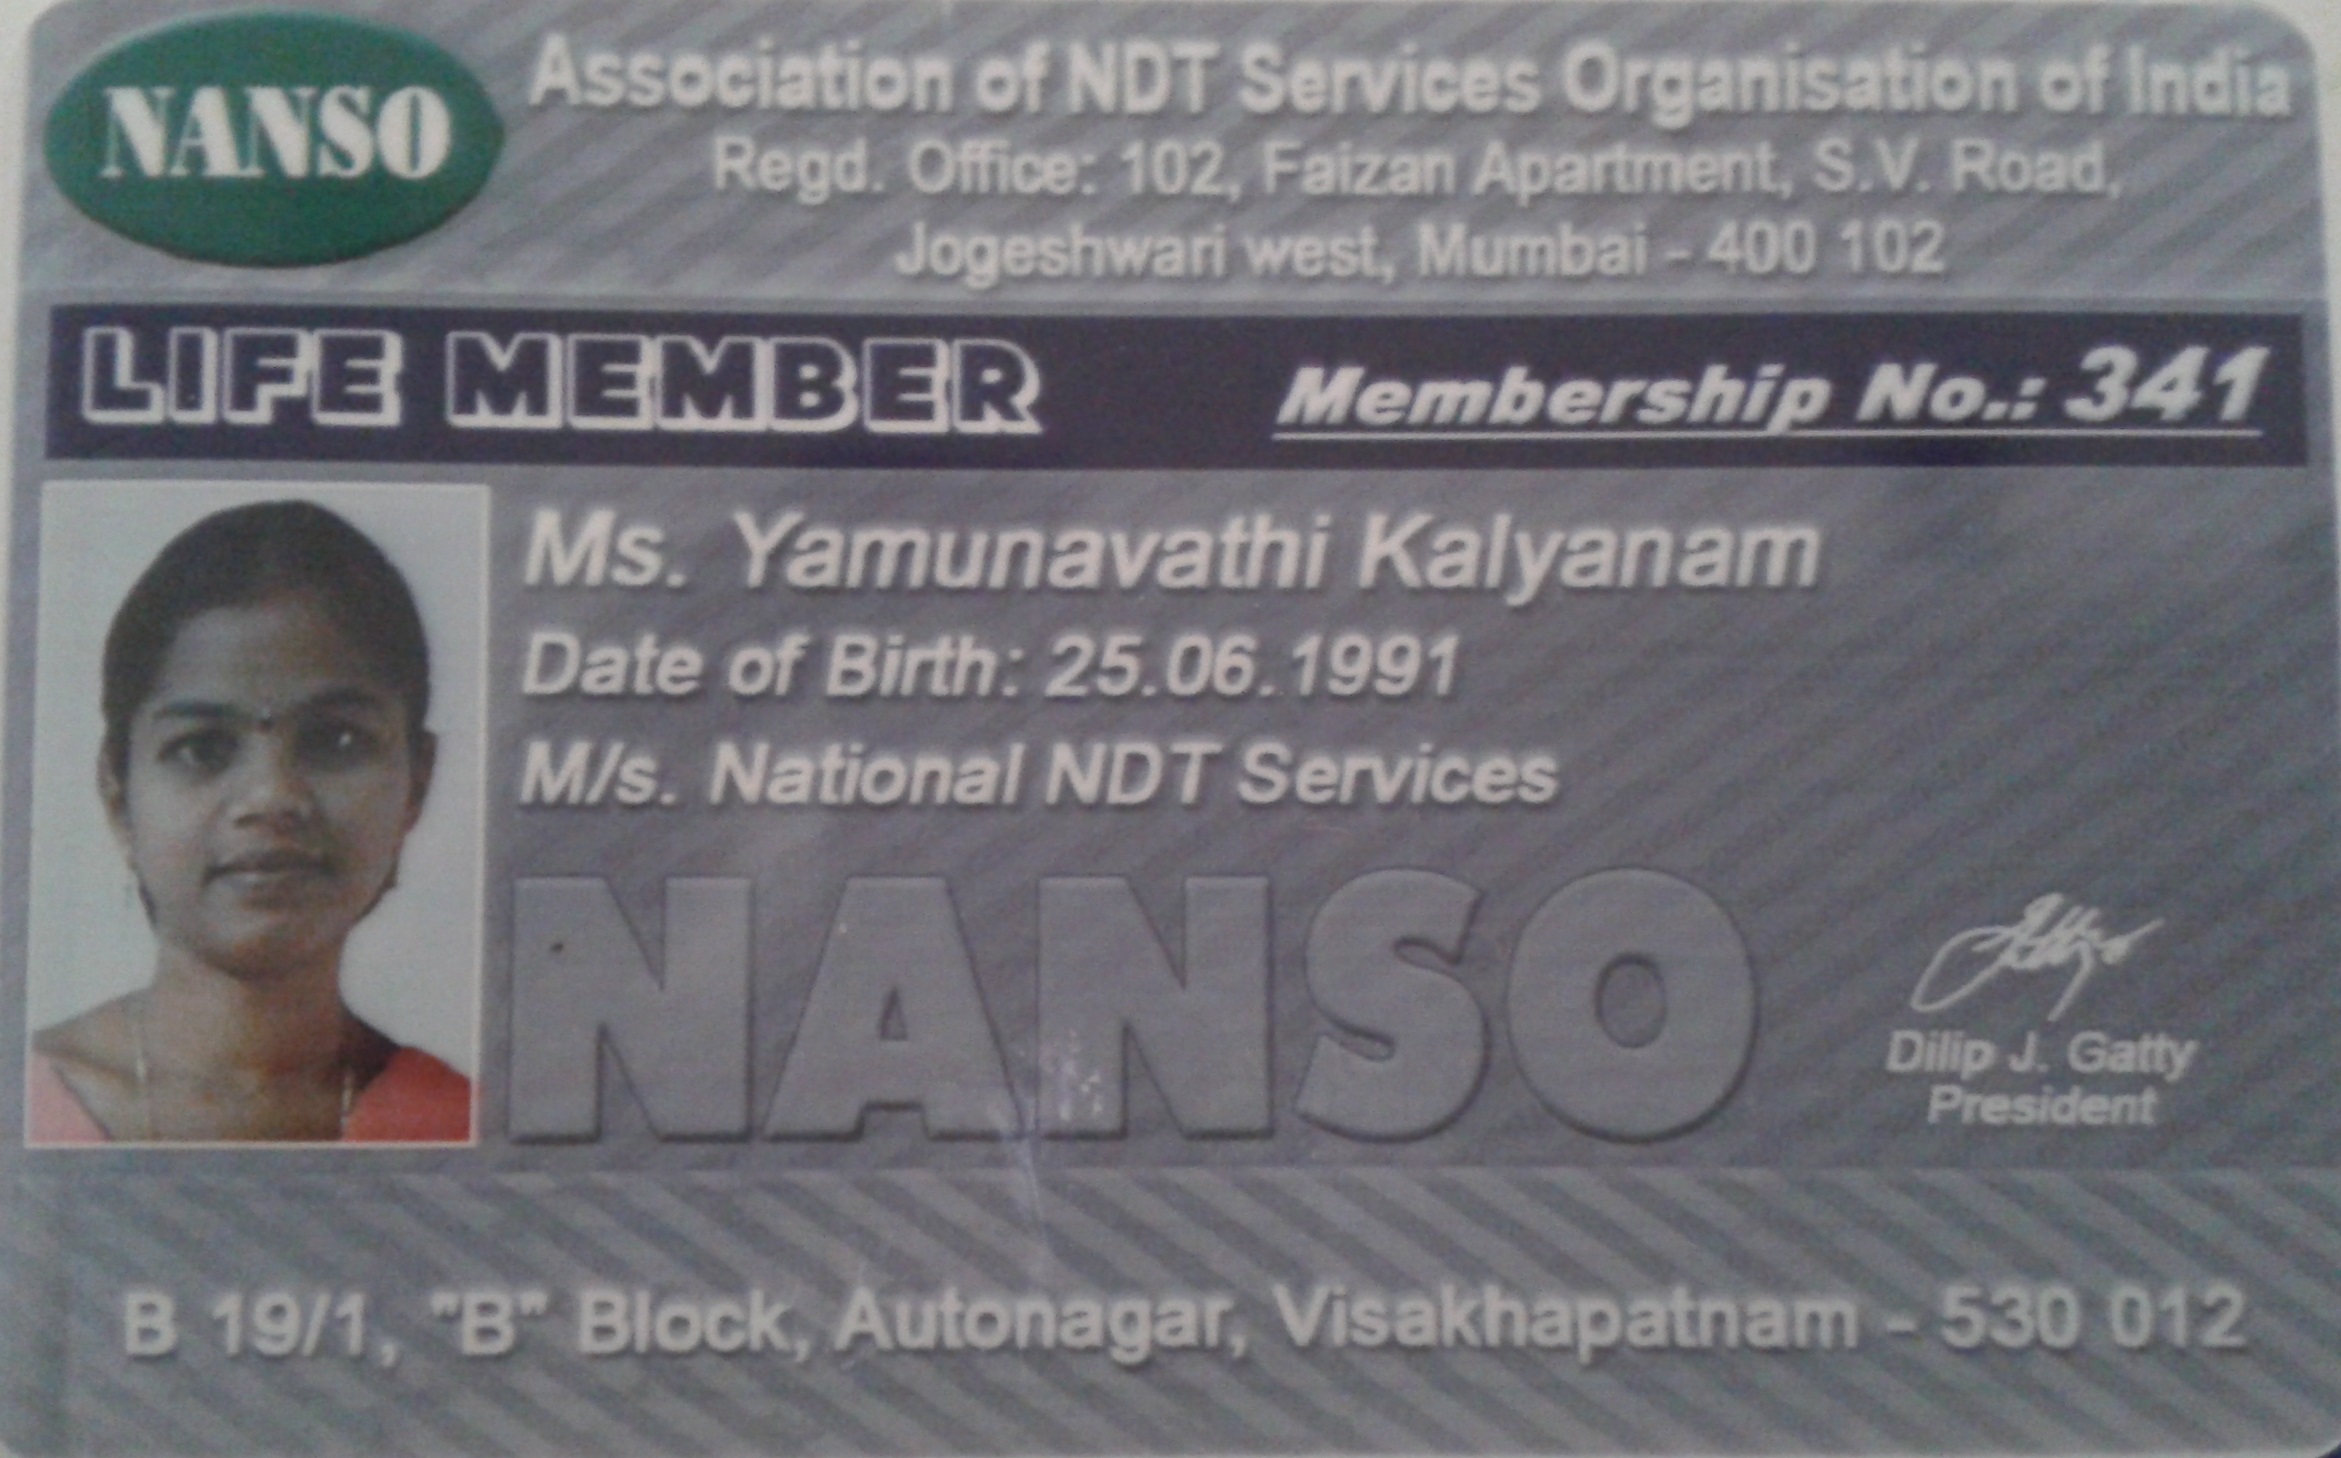 NANSO
Association of NDT Services Organisation of India
Regd. Office: 102, Faizan Apartment, S.V. Road,
Jogeshwari west, Mumbai - 400 102
LIFE MEMBER
Membership No.: 341
Ms. Yamunavathi Kalyanam
Date of Birth: 25.06.1991
M/s. National NDT Services
NANSO
Dilip J. Gatty
President
B 19/1, "B" Block, Autonagar, Visakhapatnam - 530 012